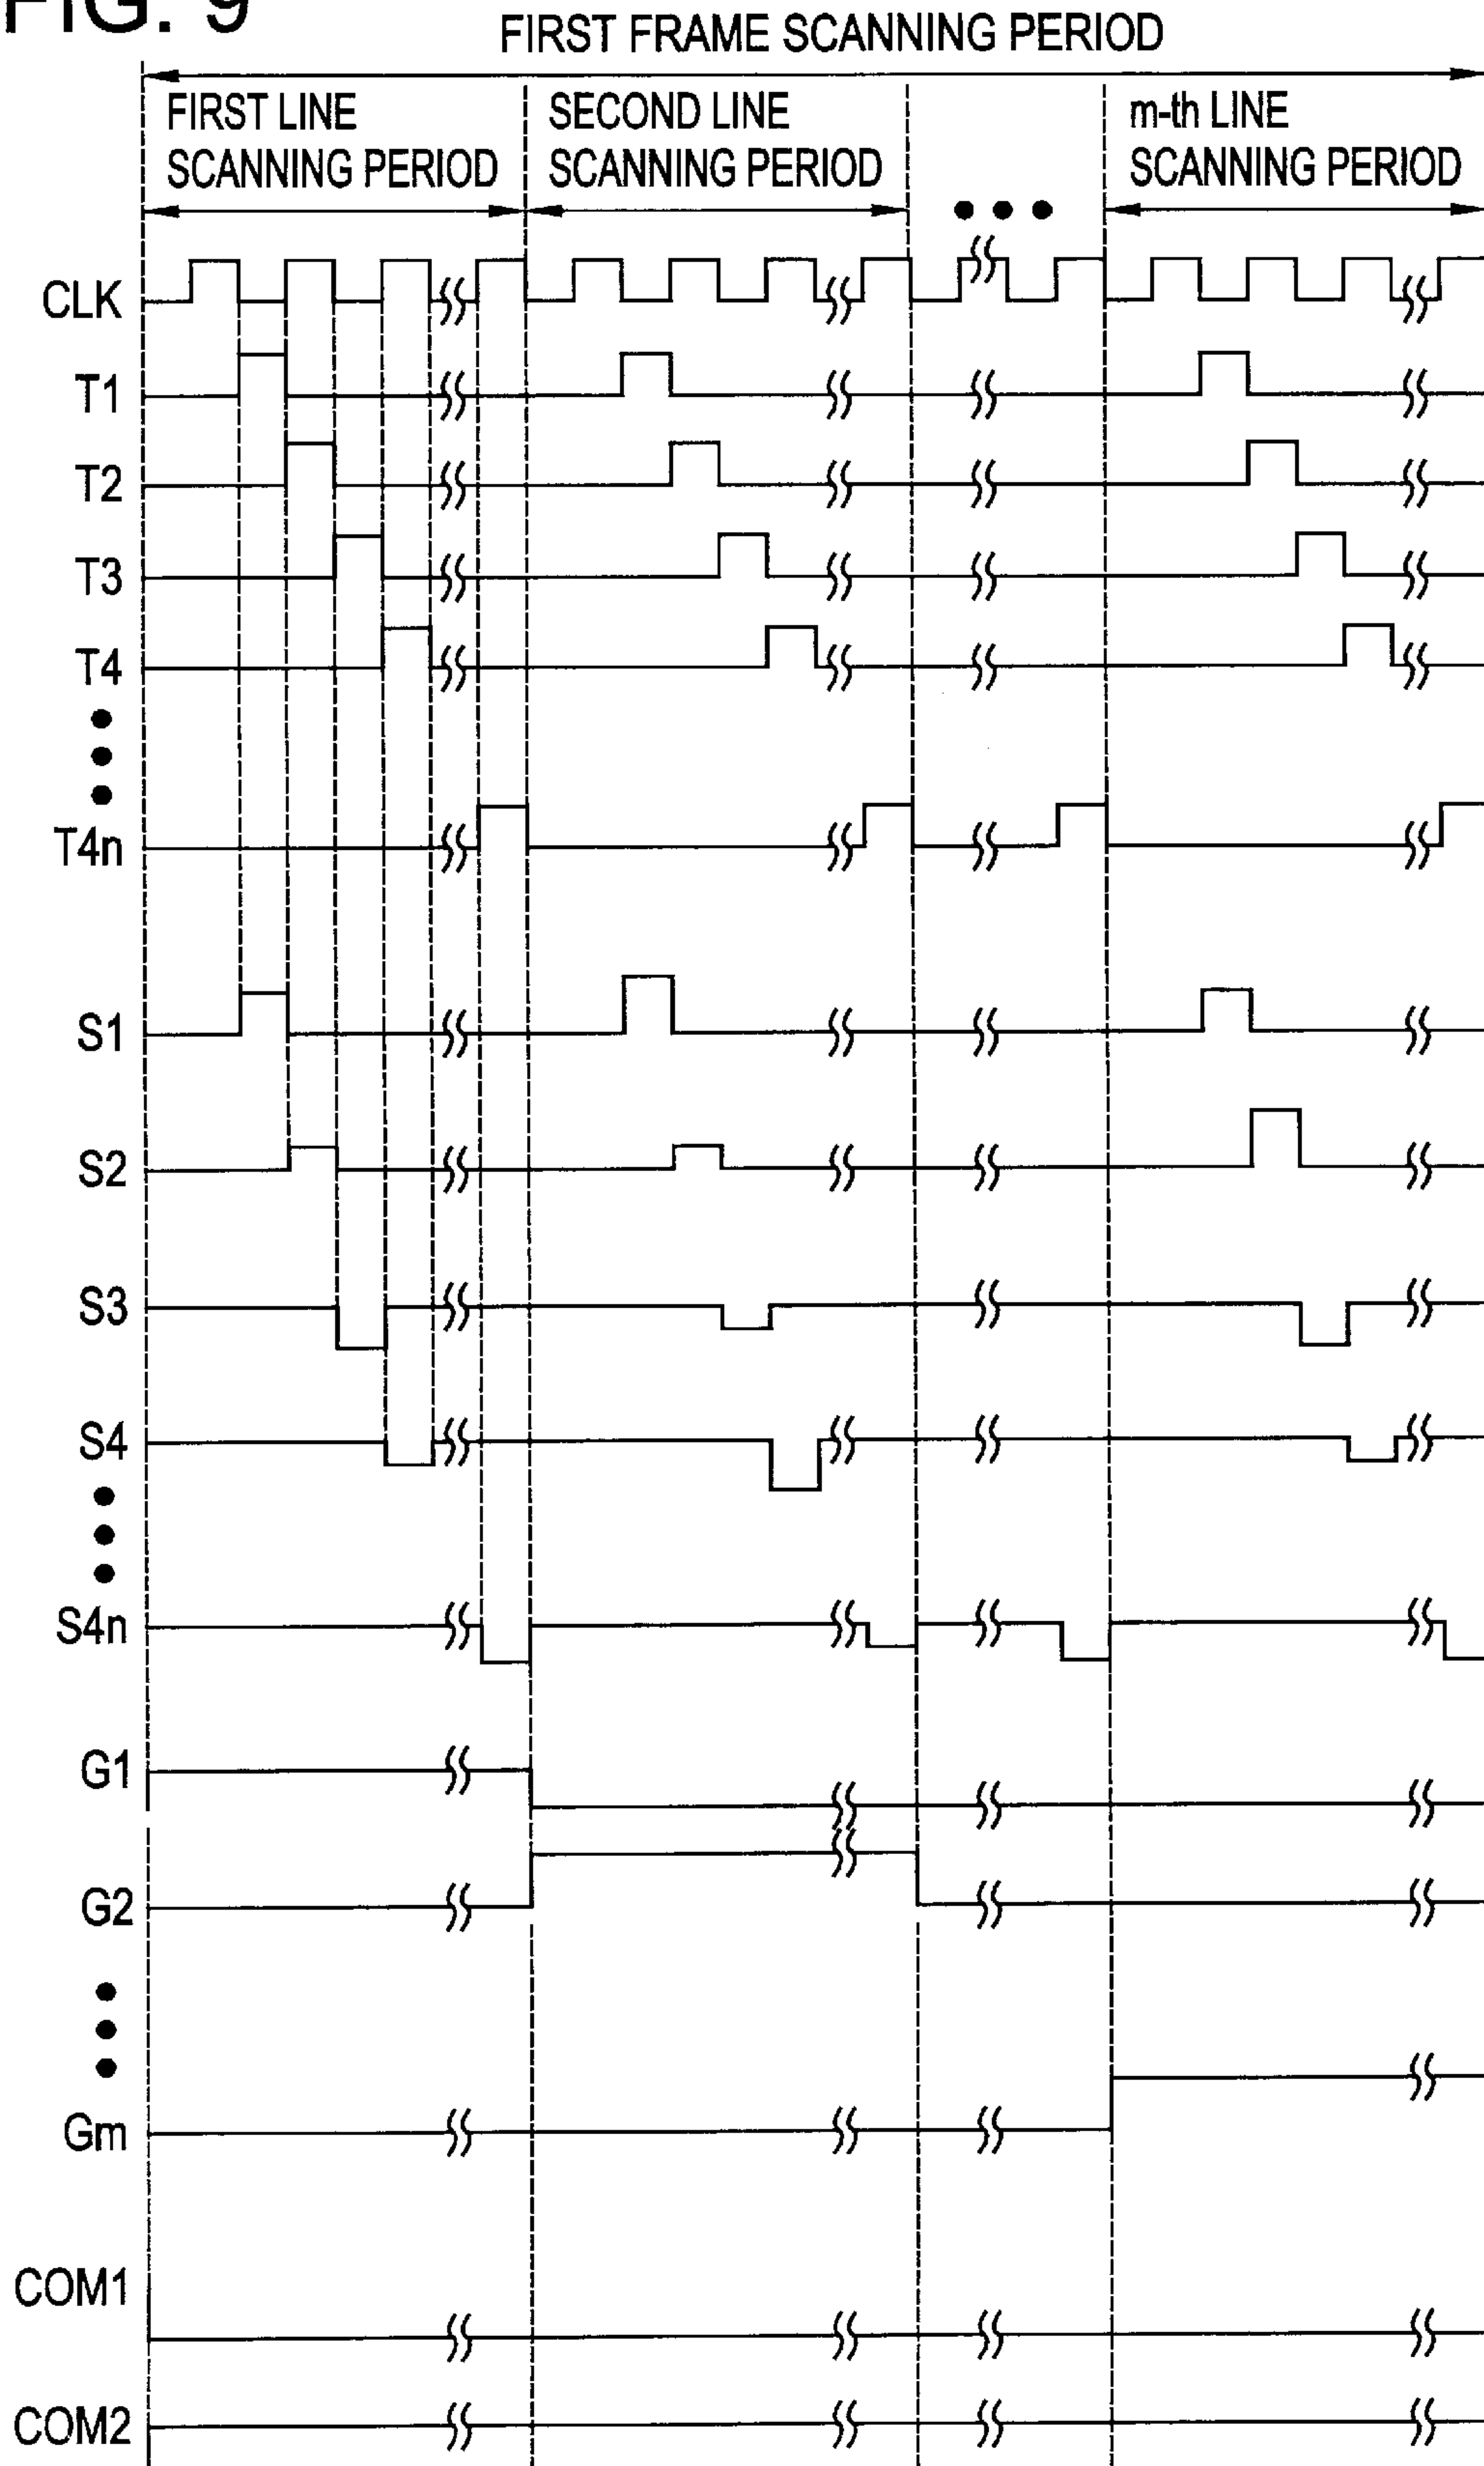 FIG. 9
FIRST FRAME SCANNING PERIOD
FIRST LINE
SCANNING PERIOD
SECOND LINE
SCANNING PERIOD
m-th LINE
SCANNING PERIOD
CLK
T1
T2
T3
T4
T4n
S1
S2
S3
S4
S4n
G1
G2
Gm
COM1
COM2